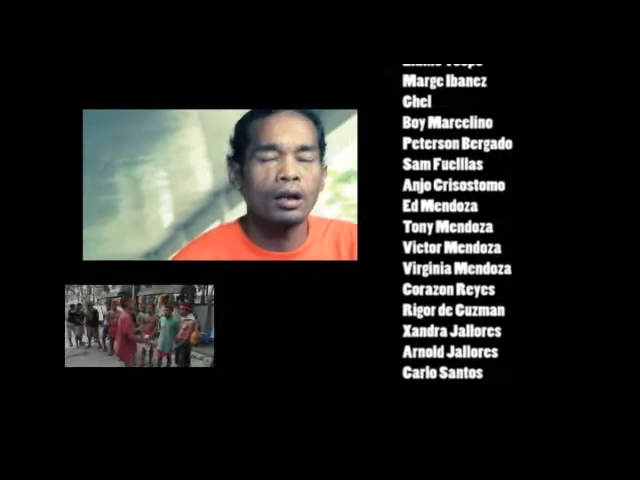 Marge Ibanez
Chel
Boy Marcelino
Peterson Bergado
Sam Fuelllas
Anjo Crisostomo
Ed Mendoza
Tony Mendoza
Victor Mendoza
Virginia Mendoza
Corazon Reyes
Rigor de Guzman
Xandra Jallores
Arnold Jallores
Carlo Santos